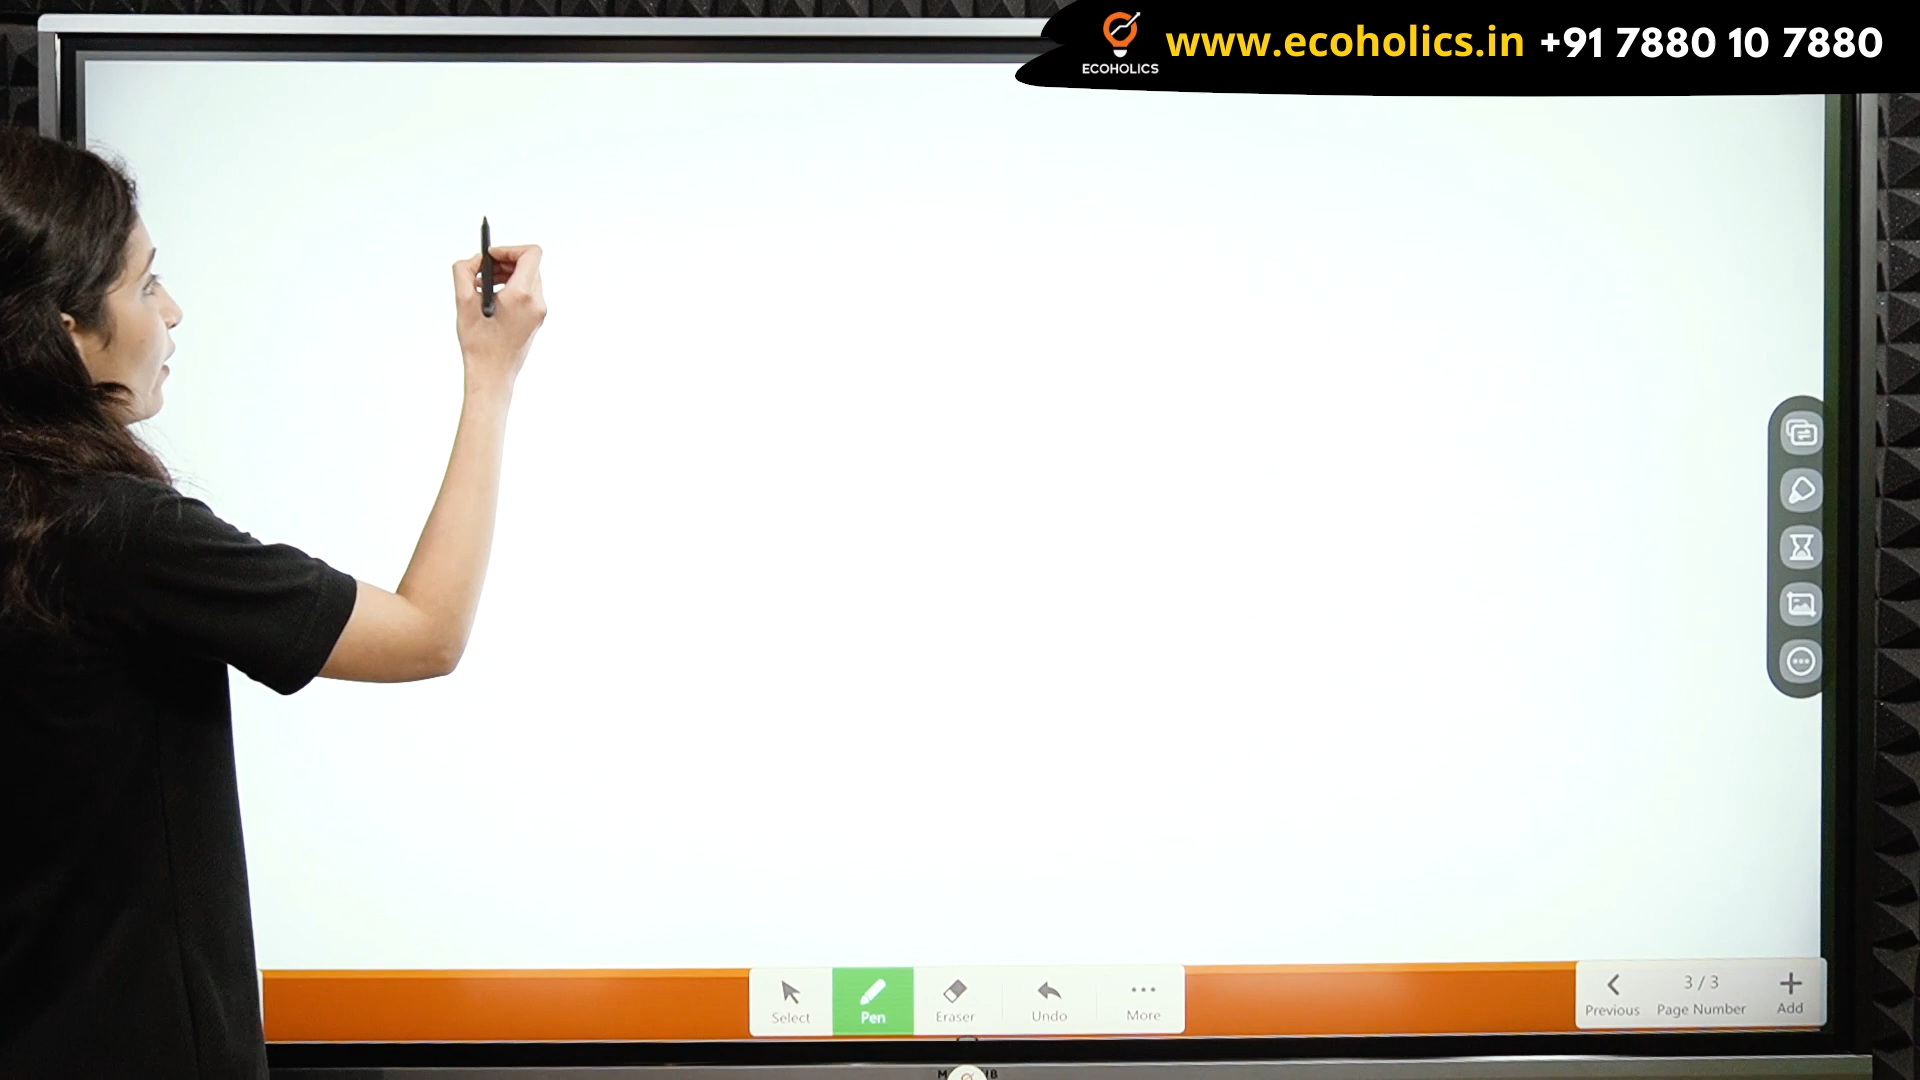 www.ecoholics.in +91 7880 10 7880
ECOHOLICS
Select
Pen
Eraser
Undo
More
Previous
3 / 3
Page Number
Add